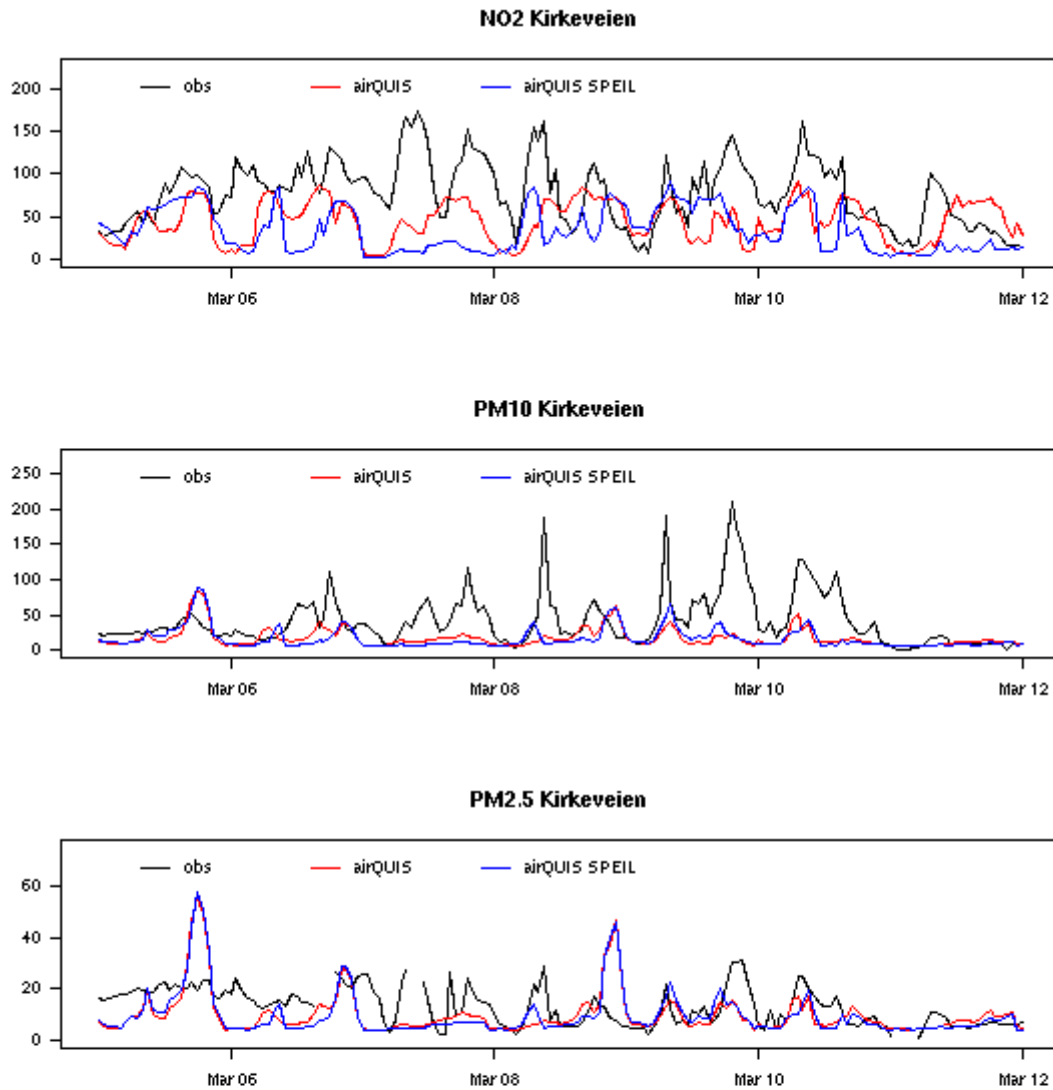 NO2 Kirkeveien
200
150
100
50
0
obs airQUIS airQUIS SPEIL
Mar 06 Mar 08 Mar 10 Mar 12
PM10 Kirkeveien
250
200
150
100
50
0
obs airQUIS airQUIS SPEIL
Mar 06 Mar 08 Mar 10 Mar 12
PM2.5 Kirkeveien
60
40
20
0
obs airQUIS airQUIS SPEIL
Mar 06 Mar 08 Mar 10 Mar 12